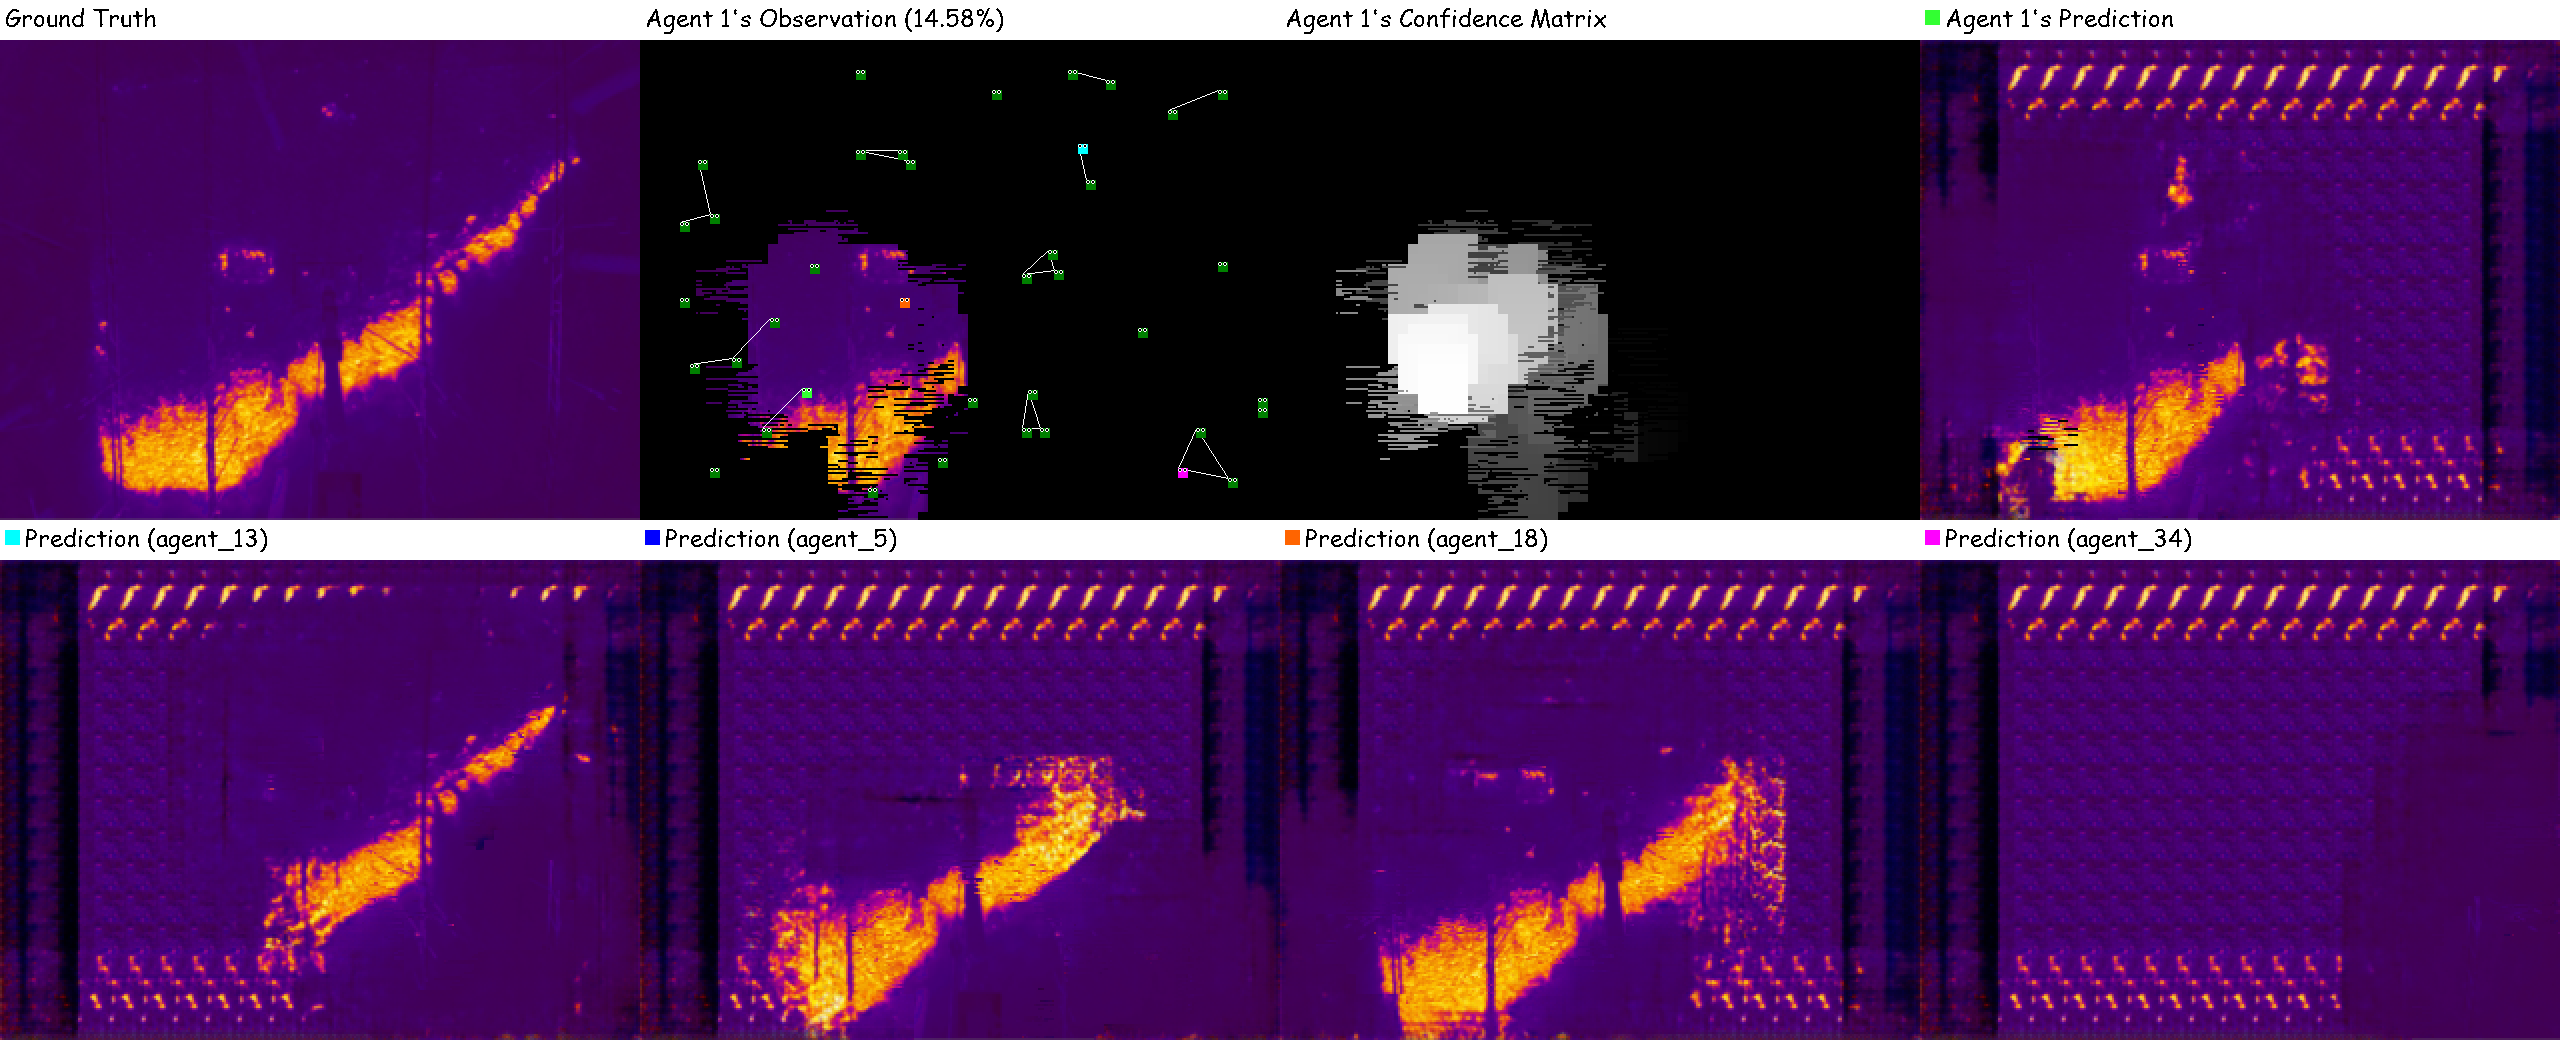 Ground Truth
Agent 1's Observation (14.58%)
Agent 1's Confidence Matrix
Agent 1's Prediction
Prediction (agent_13)
Prediction (agent_5)
Prediction (agent_18)
Prediction (agent_34)